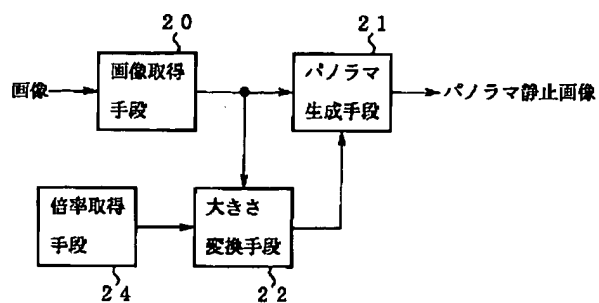 20
21
画像
画像取得
手段
パノラマ
生成手段
パノラマ静止画像
倍率取得
手段
大きさ
変換手段
24
22